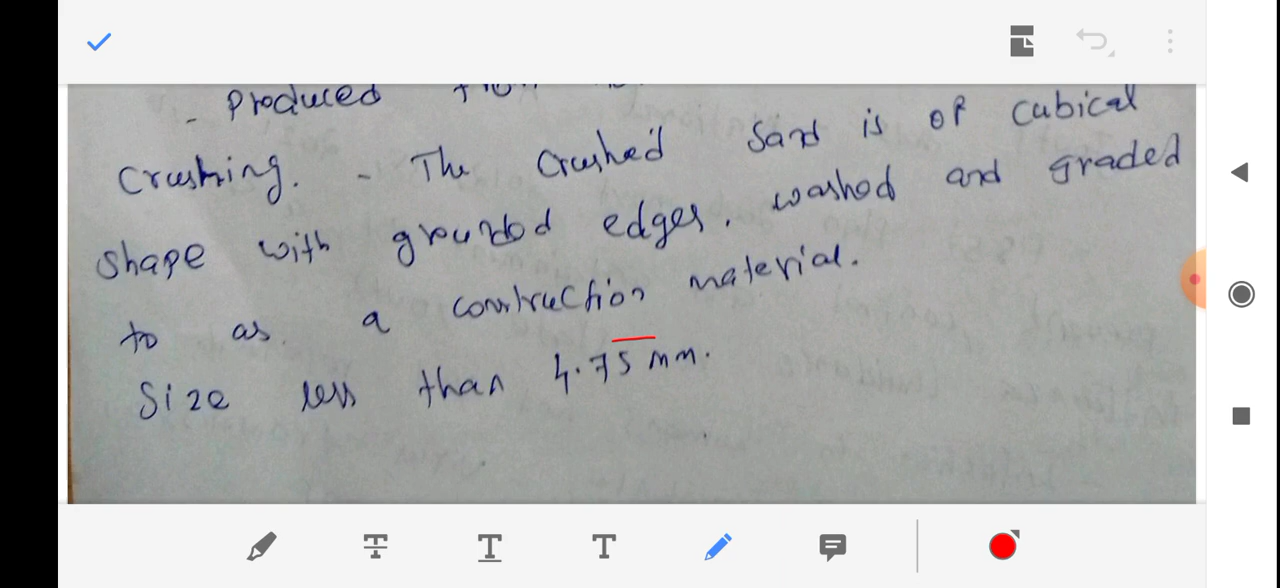 - Produced
Crushing. - The Crushed Sand is of Cubical
shape with grounded edges. washed and graded
to as a construction material.
Size less than 4.75 mm.
T T T